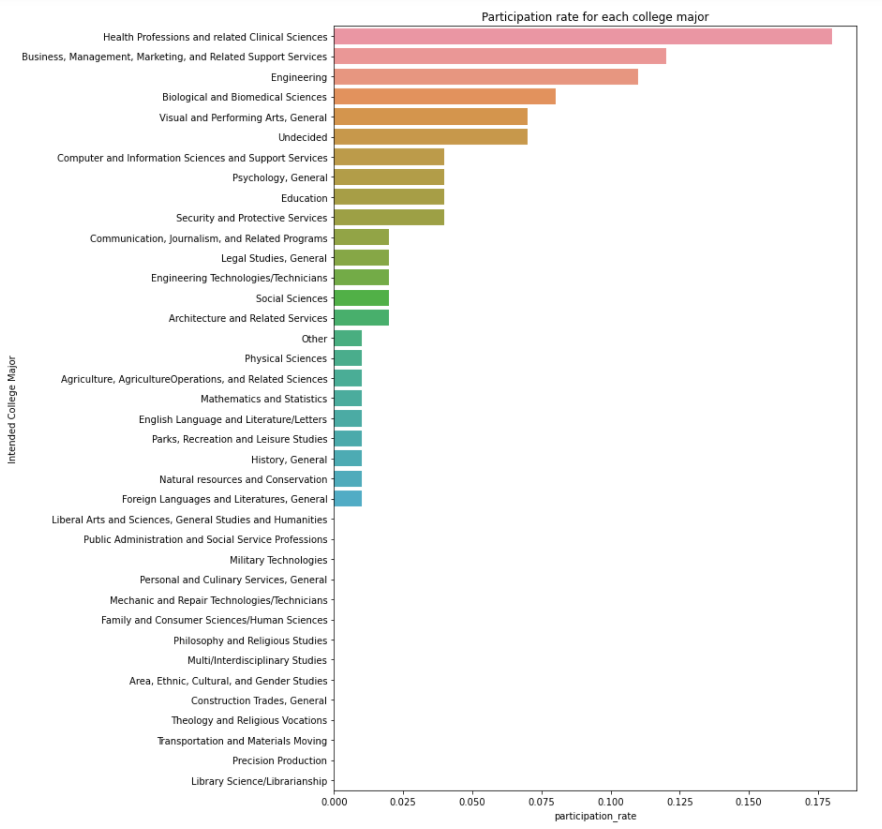 Participation rate for each college major
Health Professions and related Clinical Sciences
Business, Management, Marketing, and Related Support Services
Engineering
Biological and Biomedical Sciences
Visual and Performing Arts, General
Undecided
Computer and Information Sciences and Support Services
Psychology, General
Education
Security and Protective Services
Communication, Journalism, and Related Programs
Legal Studies, General
Engineering Technologies/Technicians
Social Sciences
Architecture and Related Services
Other
Physical Sciences
Agriculture, AgricultureOperations, and Related Sciences
Mathematics and Statistics
English Language and Literature/Letters
Parks, Recreation and Leisure Studies
History, General
Natural resources and Conservation
Foreign Languages and Literatures, General
Liberal Arts and Sciences, General Studies and Humanities
Public Administration and Social Service Professions
Military Technologies
Personal and Culinary Services, General
Mechanic and Repair Technologies/Technicians
Family and Consumer Sciences/Human Sciences
Philosophy and Religious Studies
Multi/Interdisciplinary Studies
Area, Ethnic, Cultural, and Gender Studies
Construction Trades, General
Theology and Religious Vocations
Transportation and Materials Moving
Precision Production
Library Science/Librarianship
Intended College Major
0.000 0.025 0.050 0.075 0.100 0.125 0.150 0.175
participation_rate